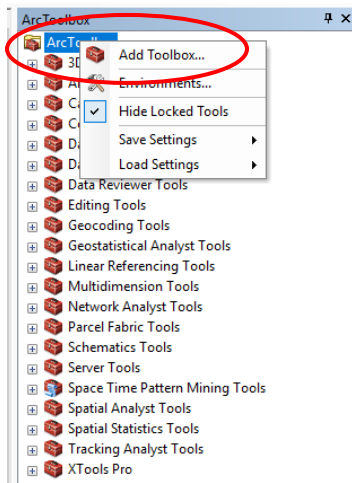 ArcToolbox
ArcToolbox
Add Toolbox...
3D
Environments...
Hide Locked Tools
Save Settings
Load Settings
Data Reviewer Tools
Editing Tools
Geocoding Tools
Geostatistical Analyst Tools
Linear Referencing Tools
Multidimension Tools
Network Analyst Tools
Parcel Fabric Tools
Schematics Tools
Server Tools
Space Time Pattern Mining Tools
Spatial Analyst Tools
Spatial Statistics Tools
Tracking Analyst Tools
XTools Pro